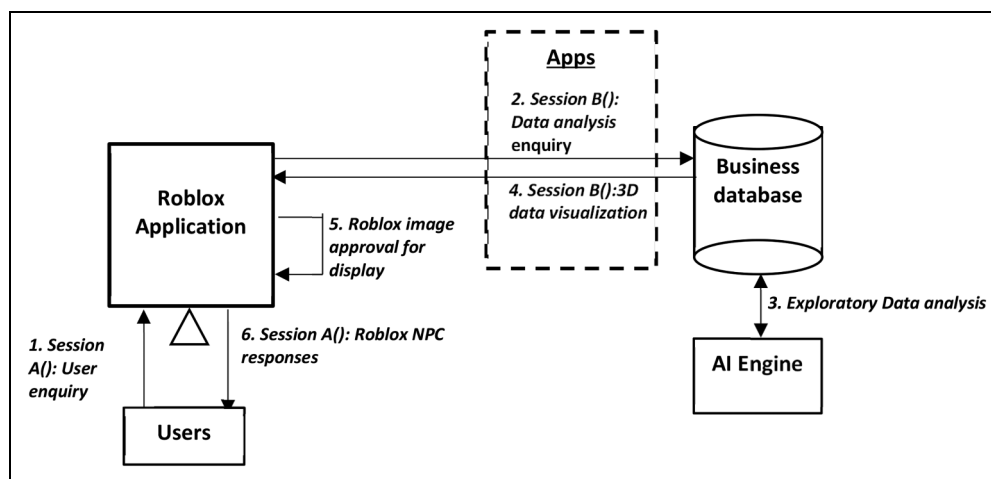 Apps
2. Session B():
Data analysis
enquiry
Business
database
Roblox
Application
4. Session B():3D
data visualization
5. Roblox image
approval for
display
3. Exploratory Data analysis
1. Session
A(): User
enquiry
6. Session A(): Roblox NPC
responses
AI Engine
Users